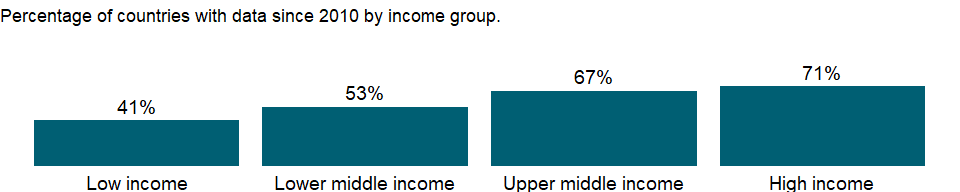 Percentage of countries with data since 2010 by income group.
41%
53%
67%
71%
Low income
Lower middle income
Upper middle income
High income